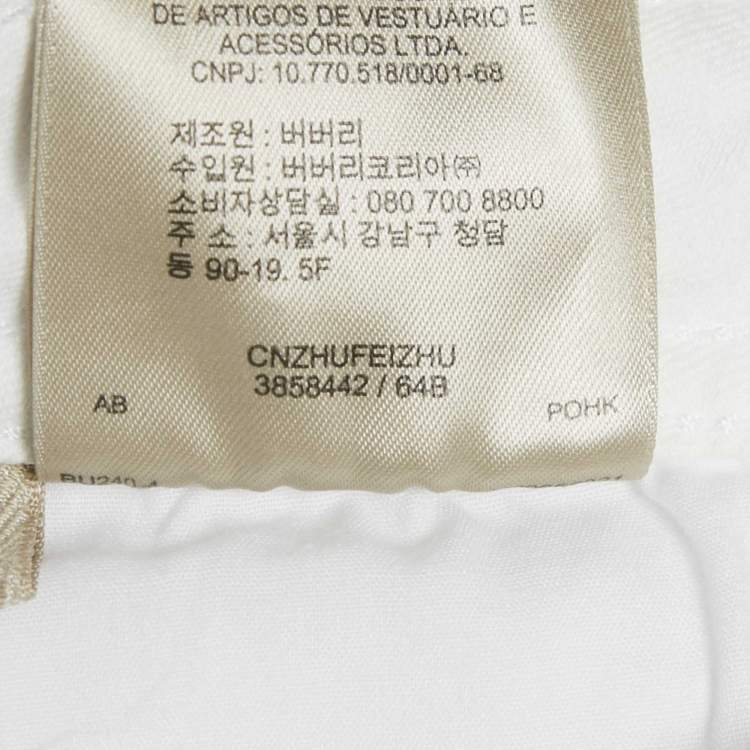 DE ARTIGOS DE VESTUÁRIO E
ACESSÓRIOS LTDA.
CNPJ: 10.770.518/0001-68
제조원 : 버버리
수입원 : 버버리코리아㈜
소비자상담실 : 080 700 8800
주 소 : 서울시 강남구 청담
동 90-19. 5F
CNZHUFEIZHU
3858442 / 64B
AB
POHK